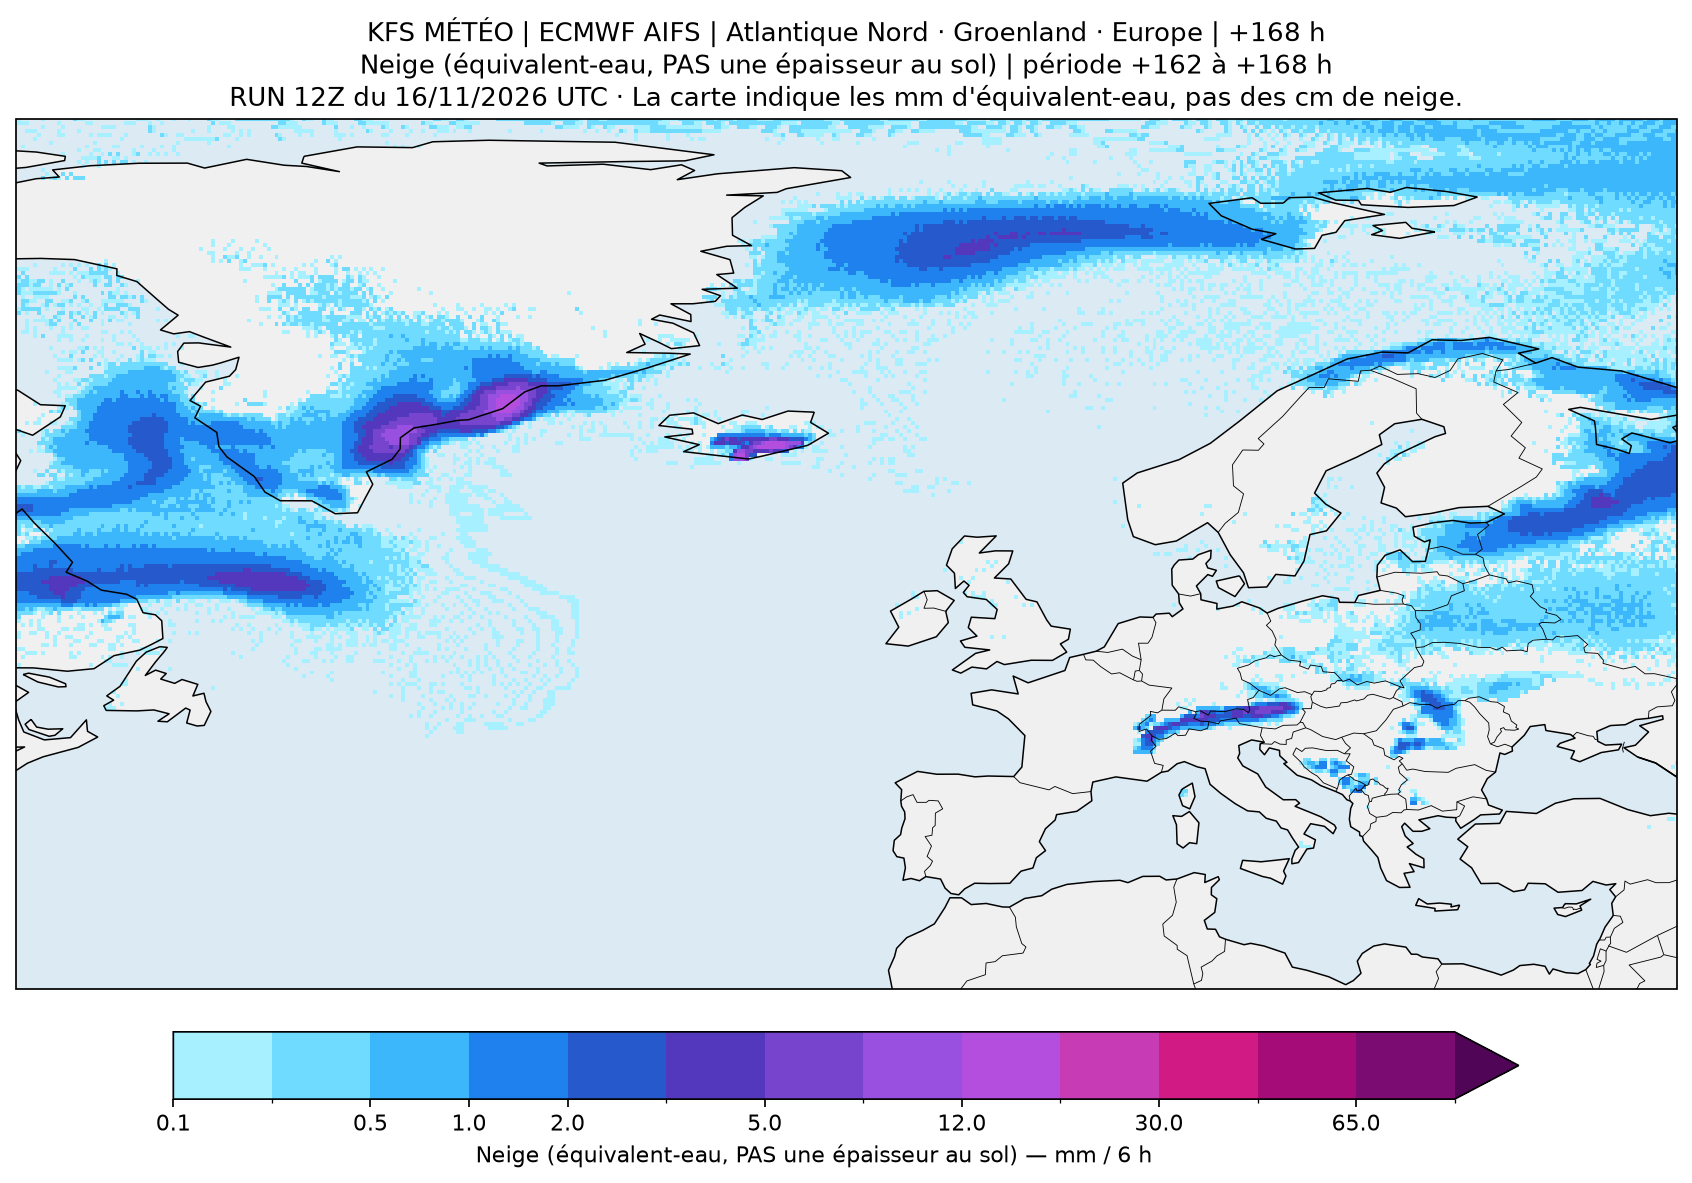 KFS MÉTÉO | ECMWF AIFS | Atlantique Nord · Groenland · Europe | +168 h
Neige (équivalent-eau, PAS une épaisseur au sol) | période +162 à +168 h
RUN 12Z du 16/11/2026 UTC · La carte indique les mm d'équivalent-eau, pas des cm de neige.
0.1 0.5 1.0 2.0 5.0 12.0 30.0 65.0
Neige (équivalent-eau, PAS une épaisseur au sol) — mm / 6 h